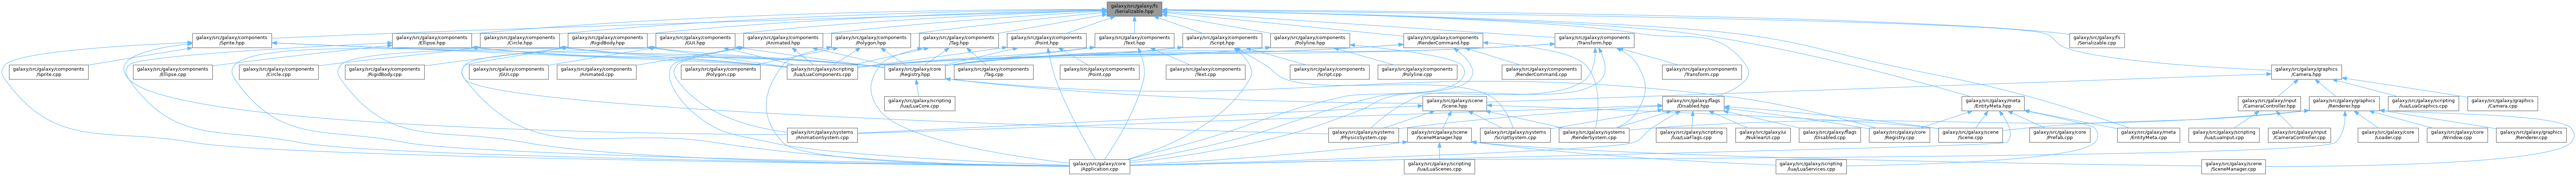 galaxy/src/galaxy/fs
/Serializable.hpp
galaxy/src/galaxy/components
/Sprite.hpp
galaxy/src/galaxy/components
/Ellipse.hpp
galaxy/src/galaxy/components
/Circle.hpp
galaxy/src/galaxy/components
/RigidBody.hpp
galaxy/src/galaxy/components
/GUI.hpp
galaxy/src/galaxy/components
/Animated.hpp
galaxy/src/galaxy/components
/Polygon.hpp
galaxy/src/galaxy/components
/Tag.hpp
galaxy/src/galaxy/components
/Point.hpp
galaxy/src/galaxy/components
/Text.hpp
galaxy/src/galaxy/components
/Script.hpp
galaxy/src/galaxy/components
/Polyline.hpp
galaxy/src/galaxy/components
/RenderCommand.hpp
galaxy/src/galaxy/components
/Transform.hpp
galaxy/src/galaxy/fs
/Serializable.cpp
galaxy/src/galaxy/components
/Sprite.cpp
galaxy/src/galaxy/components
/Ellipse.cpp
galaxy/src/galaxy/components
/Circle.cpp
galaxy/src/galaxy/components
/RigidBody.cpp
galaxy/src/galaxy/components
/GUI.cpp
galaxy/src/galaxy/components
/Animated.cpp
galaxy/src/galaxy/components
/Polygon.cpp
galaxy/src/galaxy/scripting
/lua/LuaComponents.cpp
galaxy/src/galaxy/core
/Registry.hpp
galaxy/src/galaxy/components
/Tag.cpp
galaxy/src/galaxy/components
/Point.cpp
galaxy/src/galaxy/components
/Text.cpp
galaxy/src/galaxy/components
/Script.cpp
galaxy/src/galaxy/components
/Polyline.cpp
galaxy/src/galaxy/components
/RenderCommand.cpp
galaxy/src/galaxy/components
/Transform.cpp
galaxy/src/galaxy/graphics
/Camera.hpp
galaxy/src/galaxy/scripting
/lua/LuaCore.cpp
galaxy/src/galaxy/scene
/Scene.hpp
galaxy/src/galaxy/flags
/Disabled.hpp
galaxy/src/galaxy/meta
/EntityMeta.hpp
galaxy/src/galaxy/input
/CameraController.hpp
galaxy/src/galaxy/graphics
/Renderer.hpp
galaxy/src/galaxy/scripting
/lua/LuaGraphics.cpp
galaxy/src/galaxy/graphics
/Camera.cpp
galaxy/src/galaxy/systems
/AnimationSystem.cpp
galaxy/src/galaxy/systems
/PhysicsSystem.cpp
galaxy/src/galaxy/scene
/SceneManager.hpp
galaxy/src/galaxy/systems
/ScriptSystem.cpp
galaxy/src/galaxy/systems
/RenderSystem.cpp
galaxy/src/galaxy/scripting
/lua/LuaFlags.cpp
galaxy/src/galaxy/ui
/NuklearUI.cpp
galaxy/src/galaxy/flags
/Disabled.cpp
galaxy/src/galaxy/core
/Registry.cpp
galaxy/src/galaxy/scene
/Scene.cpp
galaxy/src/galaxy/core
/Prefab.cpp
galaxy/src/galaxy/meta
/EntityMeta.cpp
galaxy/src/galaxy/scripting
/lua/LuaInput.cpp
galaxy/src/galaxy/input
/CameraController.cpp
galaxy/src/galaxy/core
/Loader.cpp
galaxy/src/galaxy/core
/Window.cpp
galaxy/src/galaxy/graphics
/Renderer.cpp
galaxy/src/galaxy/core
/Application.cpp
galaxy/src/galaxy/scripting
/lua/LuaScenes.cpp
galaxy/src/galaxy/scripting
/lua/LuaServices.cpp
galaxy/src/galaxy/scene
/SceneManager.cpp